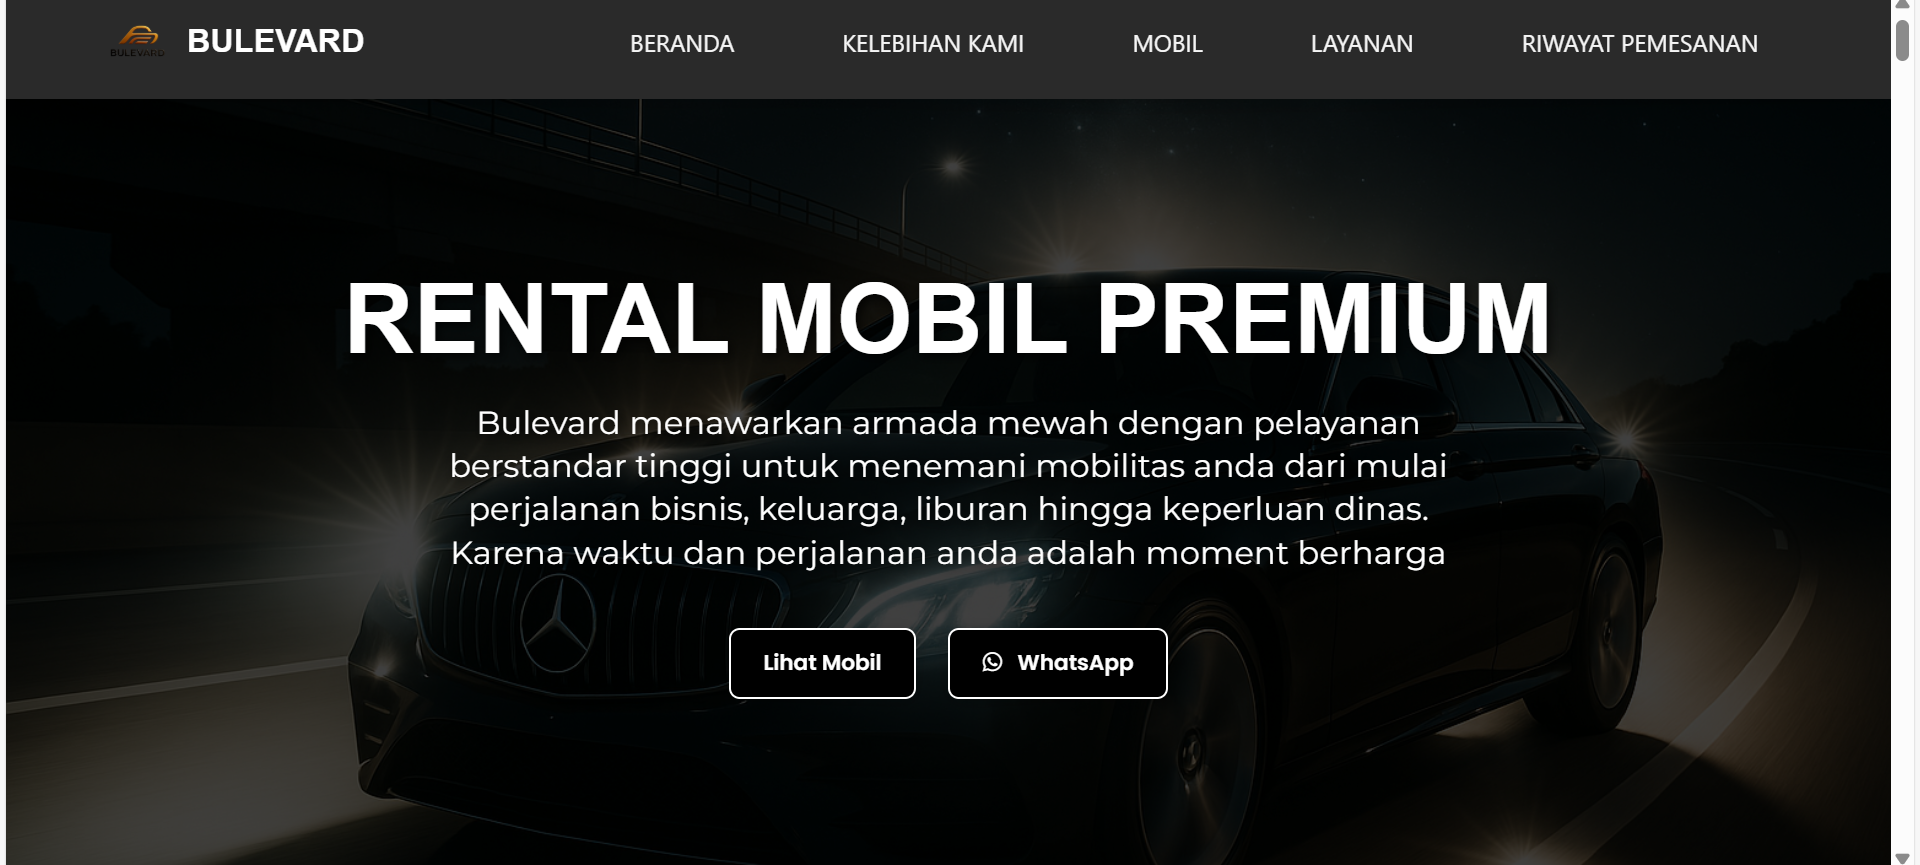 BULEVARD
BULEVARD
BERANDA
KELEBIHAN KAMI
MOBIL
LAYANAN
RIWAYAT PEMESANAN
RENTAL MOBIL PREMIUM
Bulevard menawarkan armada mewah dengan pelayanan
berstandar tinggi untuk menemani mobilitas anda dari mulai
perjalanan bisnis, keluarga, liburan hingga keperluan dinas.
Karena waktu dan perjalanan anda adalah moment berharga
Lihat Mobil
WhatsApp